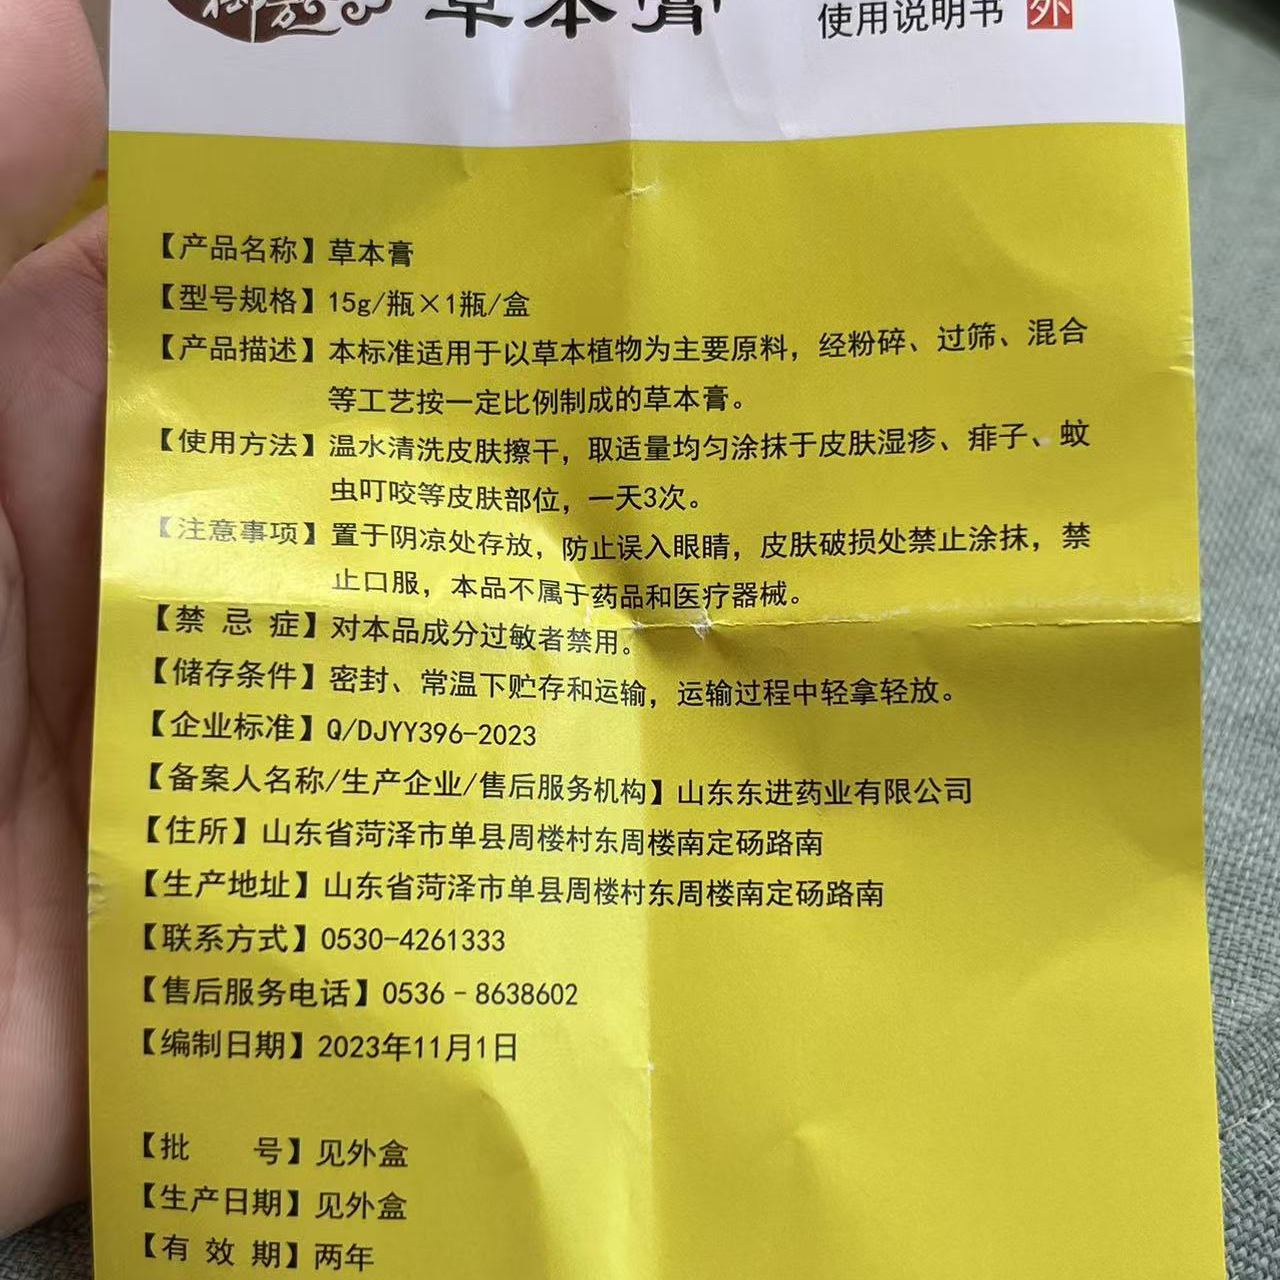 草本膏
使用说明书 外
【产品名称】草本膏
【型号规格】15g/瓶×1瓶/盒
【产品描述】本标准适用于以草本植物为主要原料，经粉碎、过筛、混合
等工艺按一定比例制成的草本膏。
【使用方法】温水清洗皮肤擦干，取适量均匀涂抹于皮肤湿疹、痱子、蚊
虫叮咬等皮肤部位，一天3次。
【注意事项】置于阴凉处存放，防止误入眼睛，皮肤破损处禁止涂抹，禁
止口服，本品不属于药品和医疗器械。
【禁忌症】对本品成分过敏者禁用。
【储存条件】密封、常温下贮存和运输，运输过程中轻拿轻放。
【企业标准】Q/DJYY396-2023
【备案人名称/生产企业/售后服务机构】山东东进药业有限公司
【住所】山东省菏泽市单县周楼村东周楼南定砀路南
【生产地址】山东省菏泽市单县周楼村东周楼南定砀路南
【联系方式】0530-4261333
【售后服务电话】0536-8638602
【编制日期】2023年11月1日
【批 号】见外盒
【生产日期】见外盒
【有效期】两年